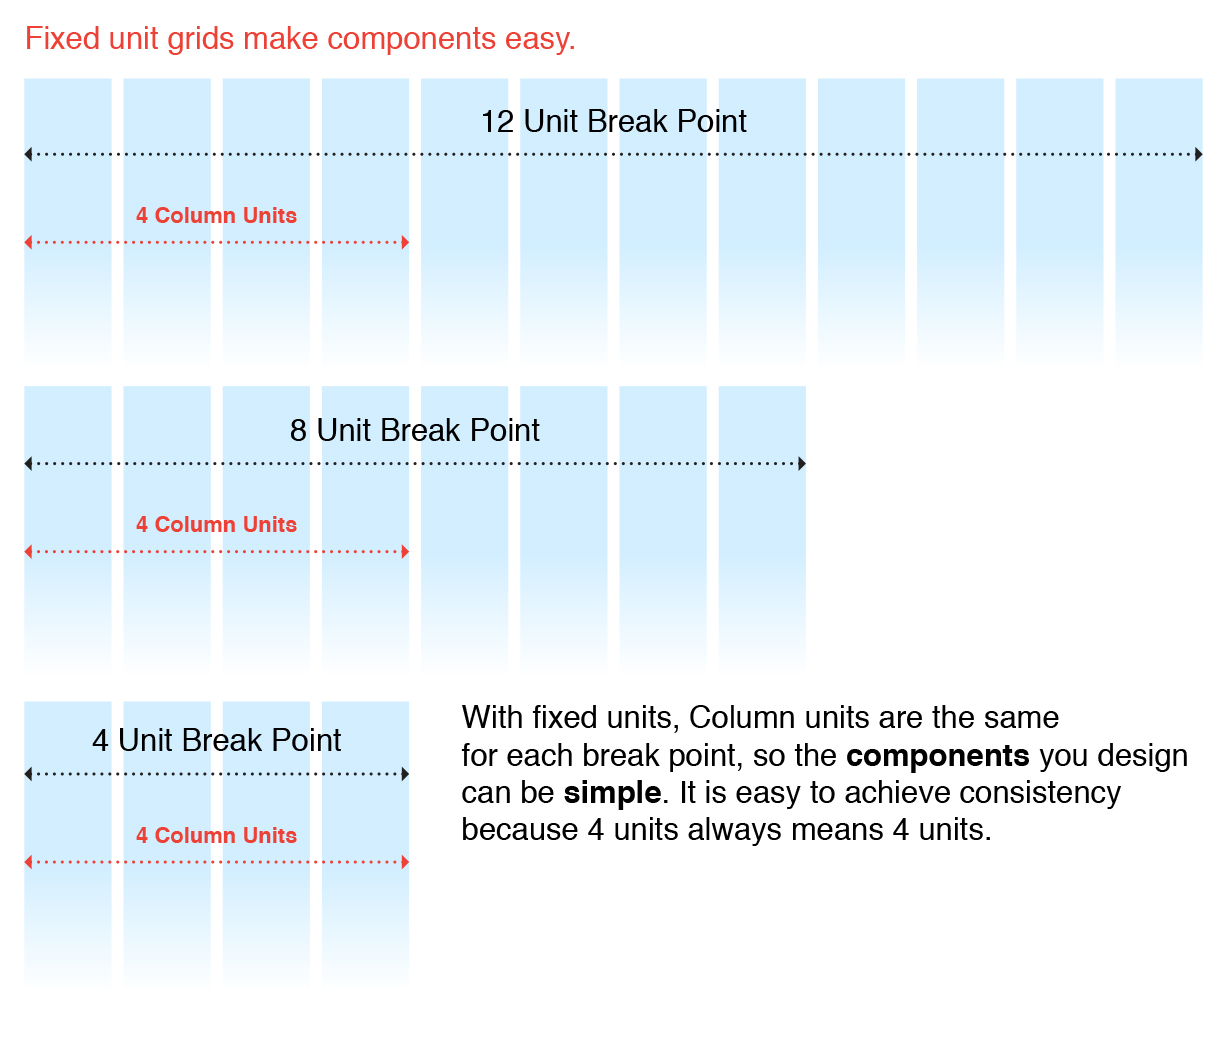 Fixed unit grids make components easy.
12 Unit Break Point
4 Column Units
8 Unit Break Point
4 Column Units
4 Unit Break Point
4 Column Units
With fixed units, Column units are the same
for each break point, so the components you design
can be simple. It is easy to achieve consistency
because 4 units always means 4 units.